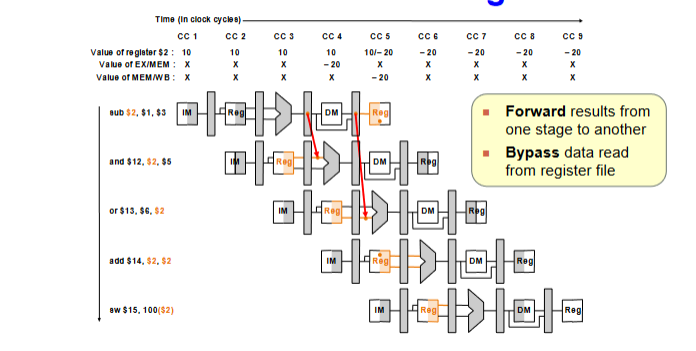 Time (in clock cycles)
CC 1 CC 2 CC 3 CC 4 CC 5 CC 6 CC 7 CC 8 CC 9
Value of register $2 : 10 10 10 10 10/– 20 – 20 – 20 – 20 – 20
Value of EX/MEM : X X X – 20 X X X X X
Value of MEM/WB : X X X X – 20 X X X X
sub $2, $1, $3 IM Reg DM Reg
Forward results from
one stage to another
Bypass data read
from register file
and $12, $2, $5 IM Reg DM Reg
or $13, $6, $2 IM Reg DM Reg
add $14, $2, $2 IM Reg DM Reg
sw $15, 100($2) IM Reg DM Reg